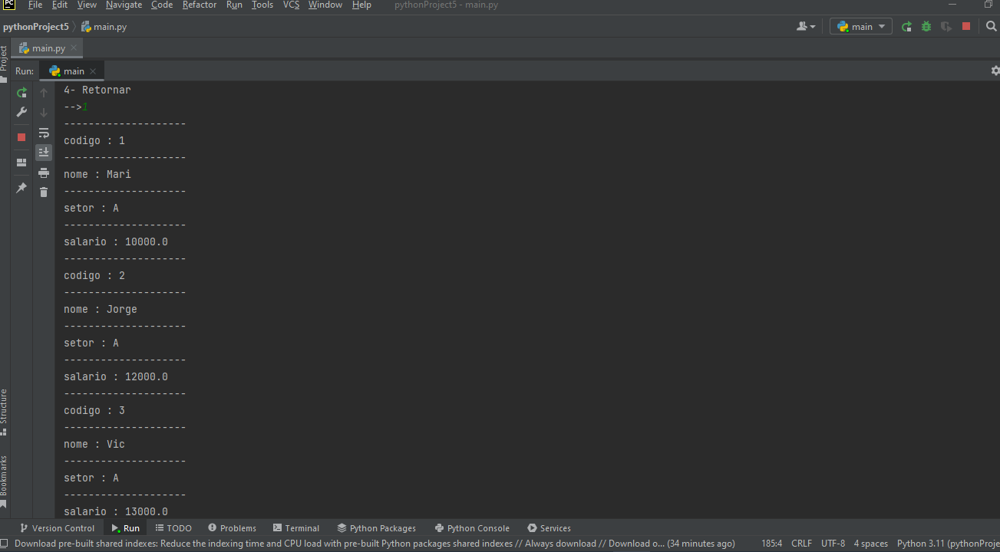 PC File Edit View Navigate Code Refactor Run Tools VCS Window Help pythonProject5 - main.py
pythonProject5 main.py main
main.py
Project
Run: main
4- Retornar
-->1
--------------------
codigo : 1
--------------------
nome : Mari
--------------------
setor : A
--------------------
salario : 10000.0
--------------------
codigo : 2
--------------------
nome : Jorge
--------------------
setor : A
--------------------
salario : 12000.0
--------------------
codigo : 3
--------------------
nome : Vic
--------------------
setor : A
--------------------
salario : 13000.0
Structure
Bookmarks
Version Control Run TODO Problems Terminal Python Packages Python Console Services
Download pre-built shared indexes: Reduce the indexing time and CPU load with pre-built Python packages shared indexes // Always download // Download o... (34 minutes ago) 185:4 CRLF UTF-8 4 spaces Python 3.11 (pythonProje